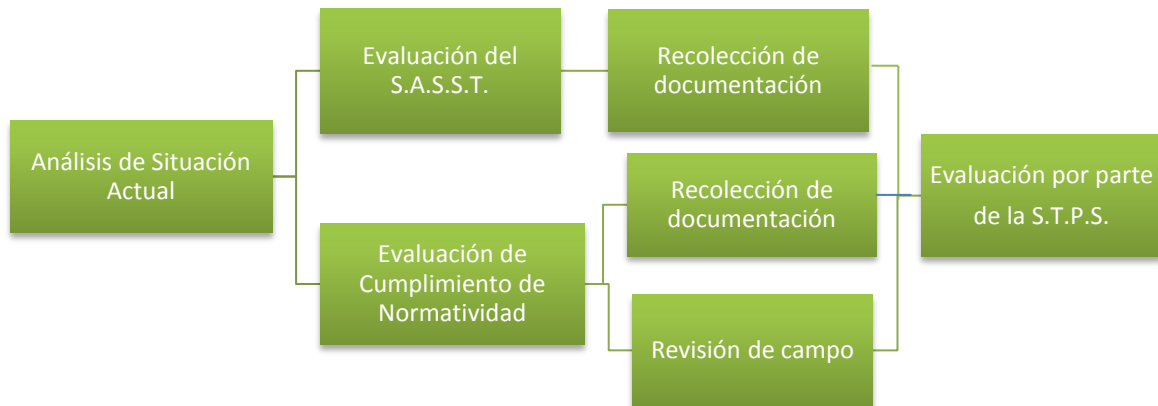 Análisis de Situación
Actual
Evaluación del
S.A.S.S.T.
Recolección de
documentación
Evaluación de
Cumplimiento de
Normatividad
Recolección de
documentación
Revisión de campo
Evaluación por parte
de la S.T.P.S.